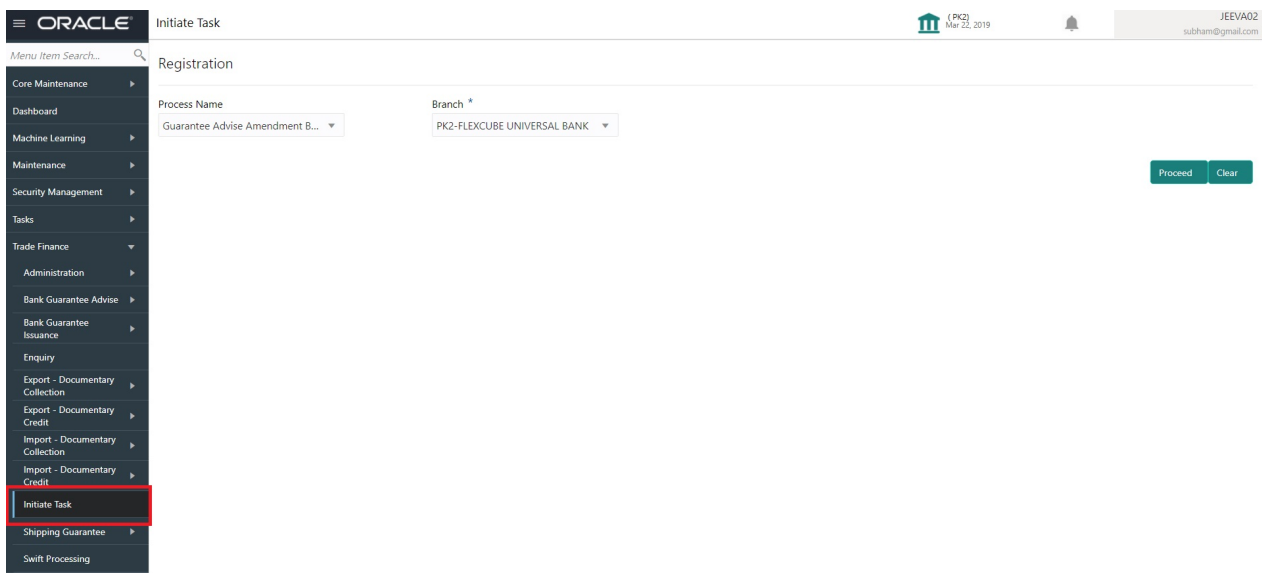 ORACLE®
Initiate Task
( PK2)
Mar 22, 2019
JEEVA02
subham@gmail.com
Menu Item Search...
Core Maintenance
Dashboard
Machine Learning
Maintenance
Security Management
Tasks
Trade Finance
Administration
Bank Guarantee Advise
Bank Guarantee
Issuance
Enquiry
Export - Documentary
Collection
Export - Documentary
Credit
Import - Documentary
Collection
Import - Documentary
Credit
Initiate Task
Shipping Guarantee
Swift Processing
Registration
Process Name
Guarantee Advise Amendment B...
Branch *
PK2-FLEXCUBE UNIVERSAL BANK
Proceed
Clear